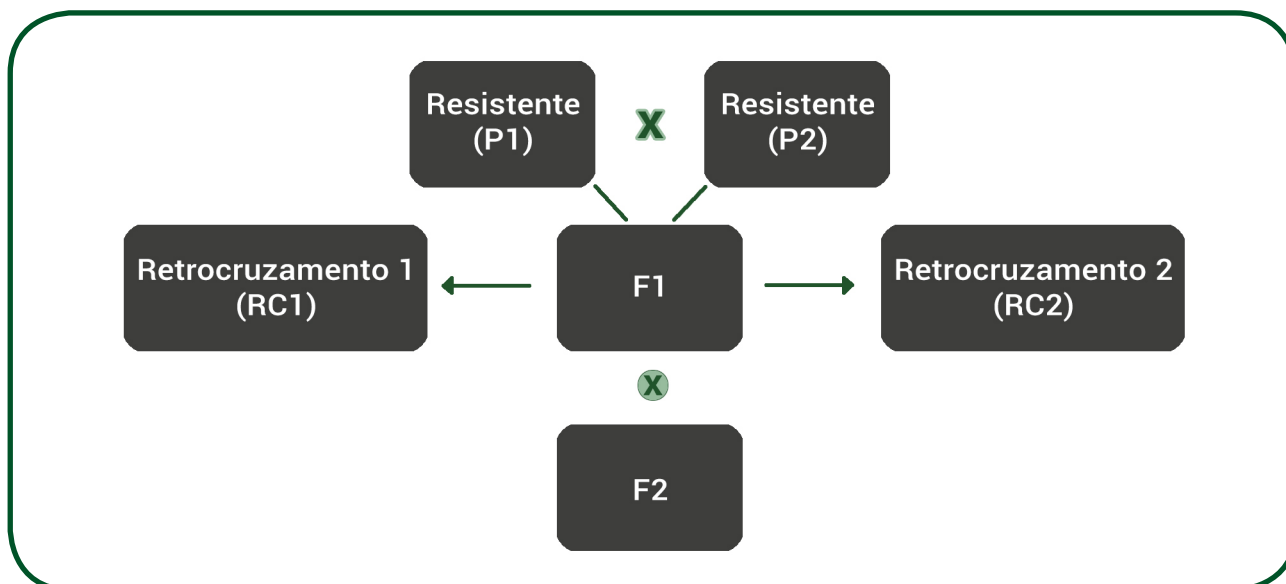 Resistente
(P1)
X
Resistente
(P2)
Retrocruzamento 1
(RC1)
F1
Retrocruzamento 2
(RC2)
X
F2